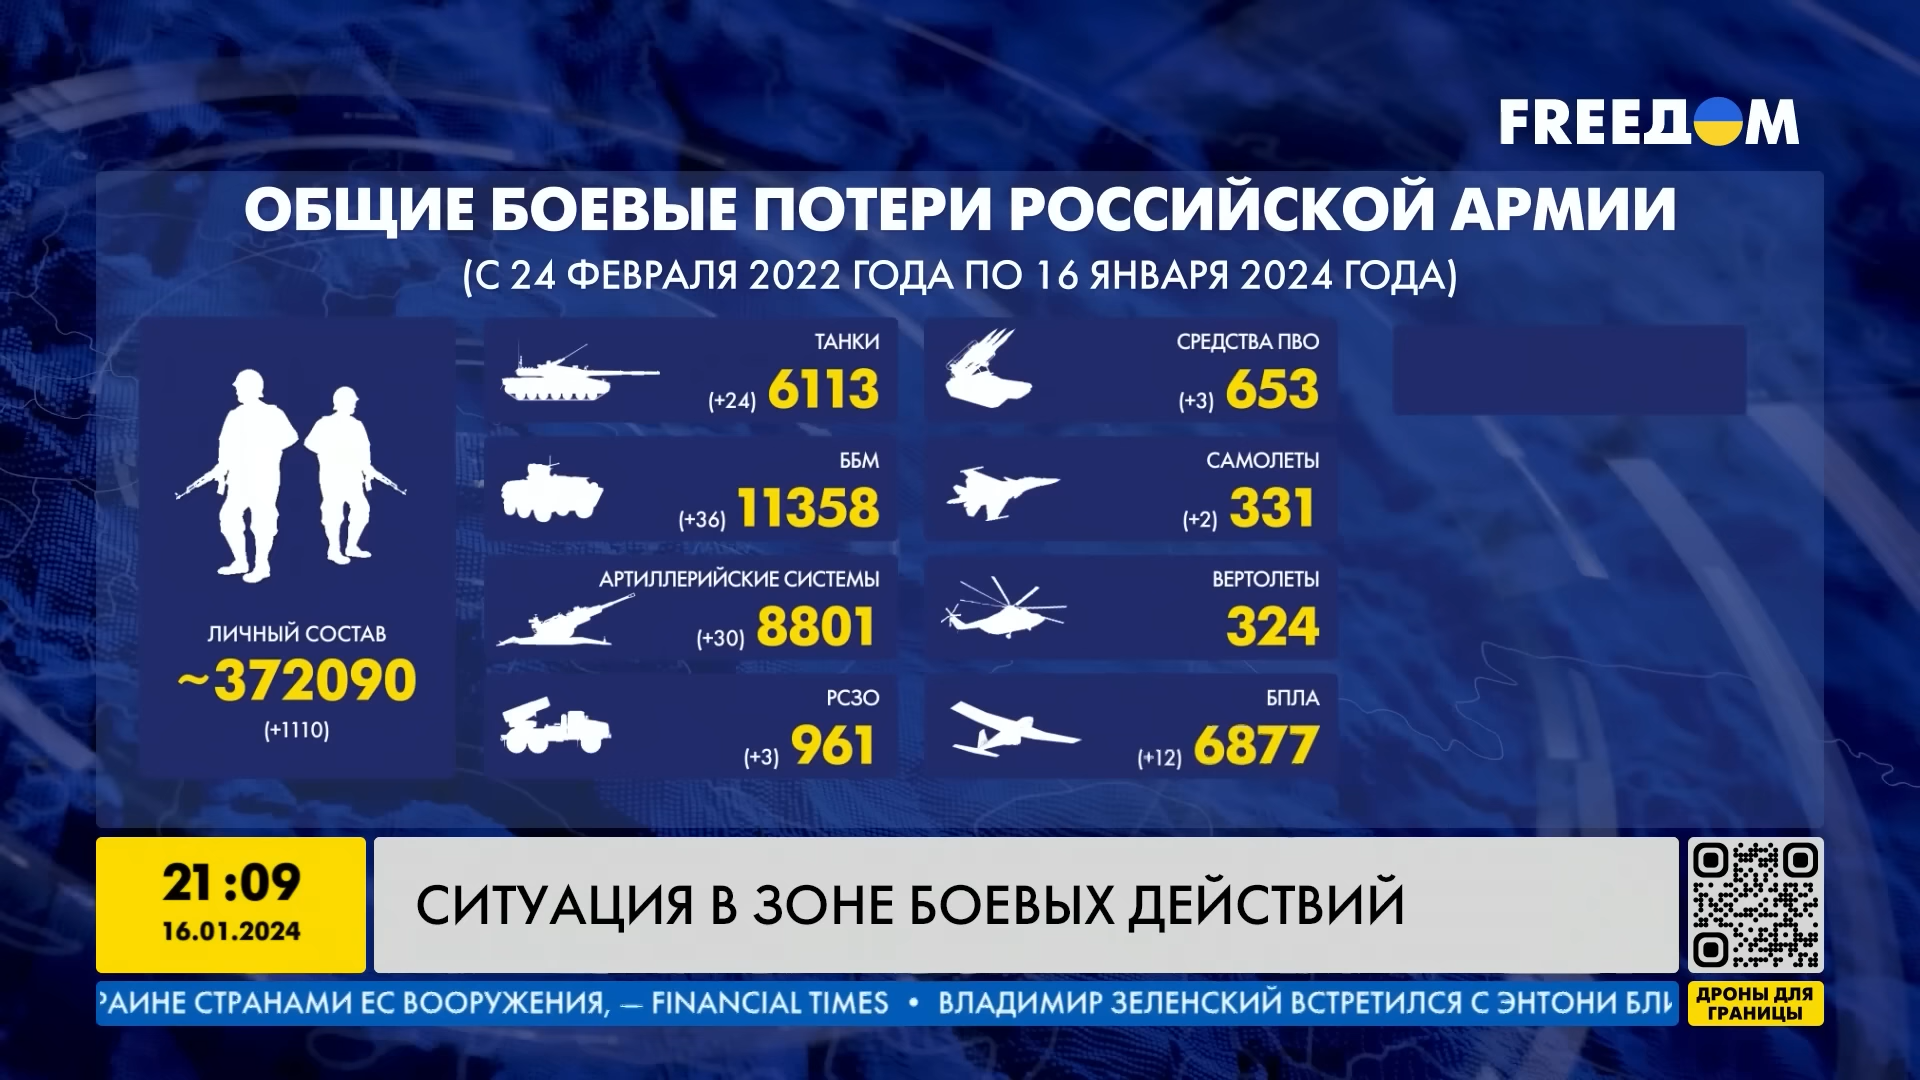 FREEДOM
ОБЩИЕ БОЕВЫЕ ПОТЕРИ РОССИЙСКОЙ АРМИИ
(С 24 ФЕВРАЛЯ 2022 ГОДА ПО 16 ЯНВАРЯ 2024 ГОДА)
ЛИЧНЫЙ СОСТАВ
~372090
(+1110)
ТАНКИ
(+24) 6113
ББМ
(+36) 11358
АРТИЛЛЕРИЙСКИЕ СИСТЕМЫ
(+30) 8801
РСЗО
(+3) 961
СРЕДСТВА ПВО
(+3) 653
САМОЛЕТЫ
(+2) 331
ВЕРТОЛЕТЫ
324
БПЛА
(+12) 6877
21:09
16.01.2024
СИТУАЦИЯ В ЗОНЕ БОЕВЫХ ДЕЙСТВИЙ
РАИНЕ СТРАНАМИ ЕС ВООРУЖЕНИЯ, — FINANCIAL TIMES • ВЛАДИМИР ЗЕЛЕНСКИЙ ВСТРЕТИЛСЯ С ЭНТОНИ БЛИ
ДРОНЫ ДЛЯ
ГРАНИЦЫ